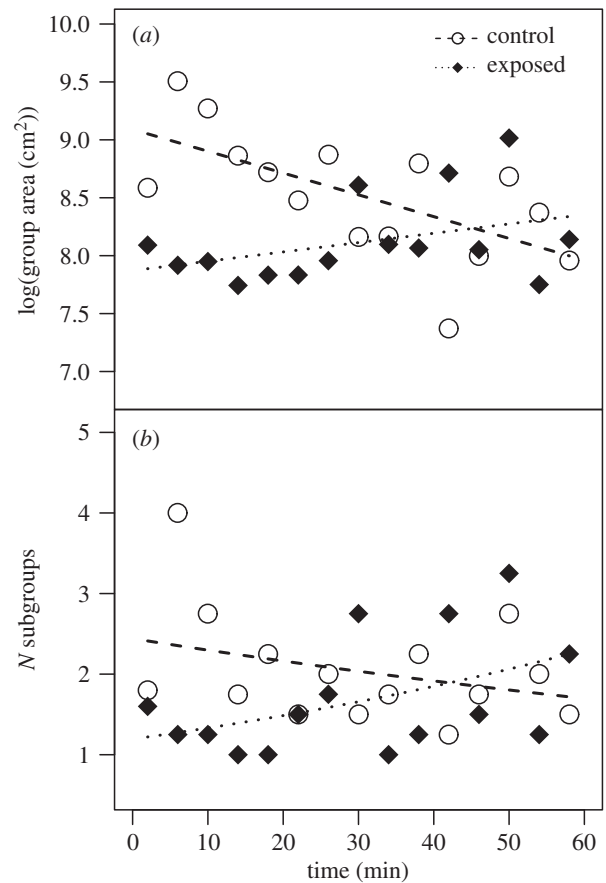 (a)
control
exposed
10.0
9.5
9.0
8.5
8.0
7.5
7.0
log(group area (cm²))
(b)
5
4
3
2
1
N subgroups
0 10 20 30 40 50 60
time (min)